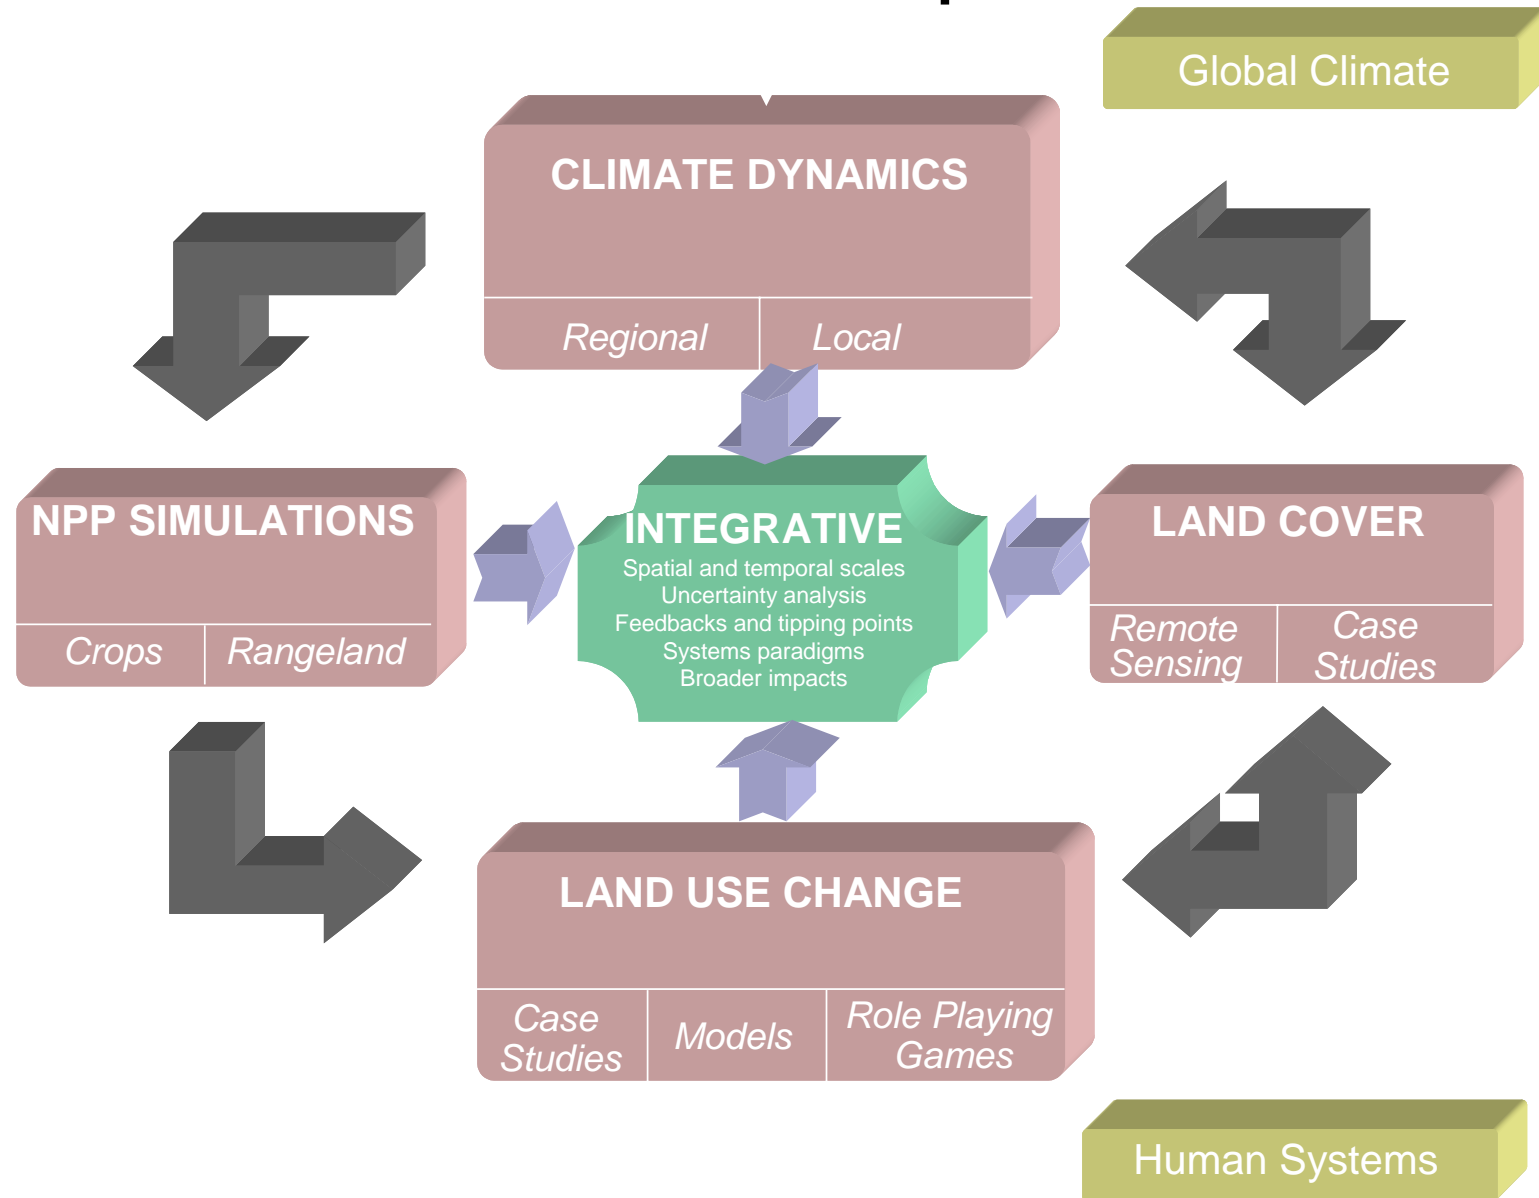 Global Climate
CLIMATE DYNAMICS
Regional
Local
NPP SIMULATIONS
Crops
Rangeland
INTEGRATIVE
Spatial and temporal scales
Uncertainty analysis
Feedbacks and tipping points
Systems paradigms
Broader impacts
LAND COVER
Remote
Sensing
Case
Studies
LAND USE CHANGE
Case
Studies
Models
Role Playing
Games
Human Systems